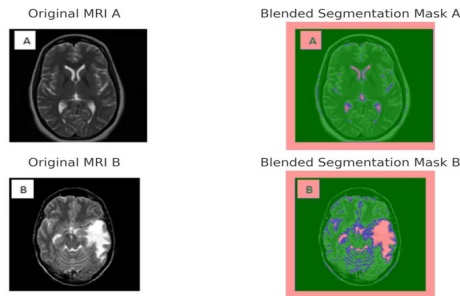 Original MRI A
Blended Segmentation Mask A
A
A
Original MRI B
Blended Segmentation Mask B
B
B